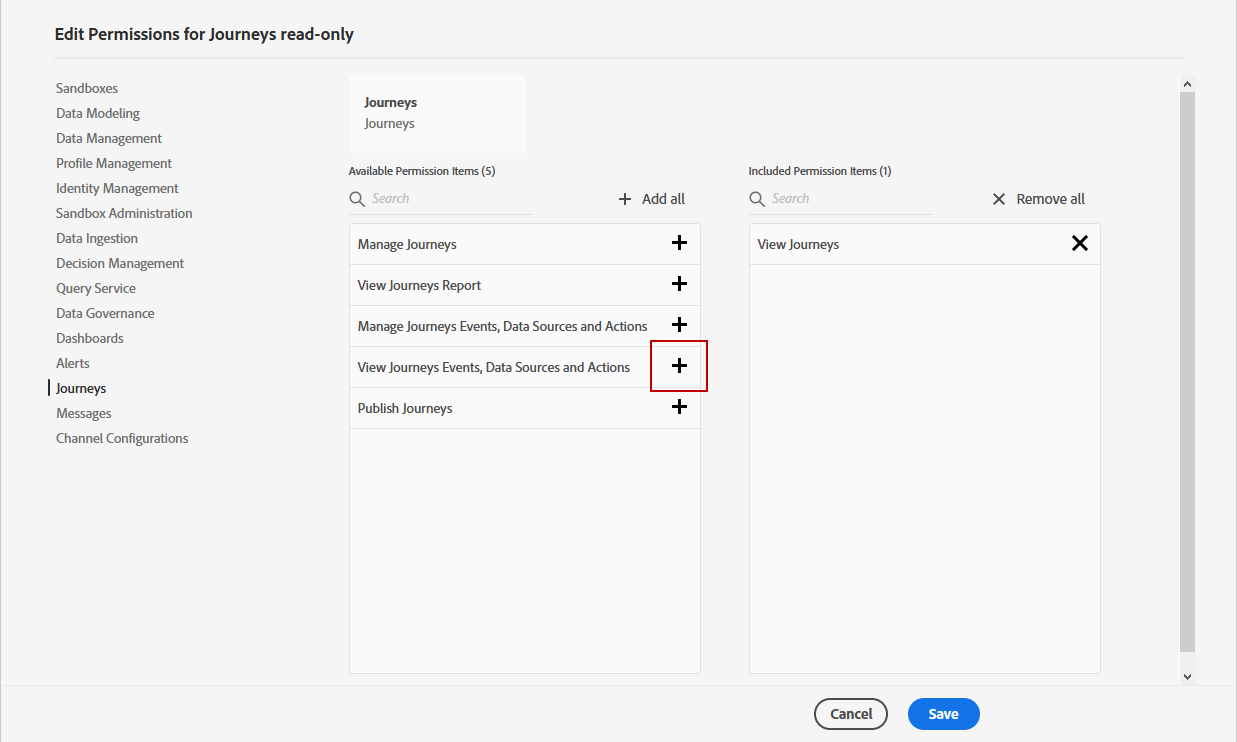 Edit Permissions for Journeys read-only
Sandboxes
Data Modeling
Data Management
Profile Management
Identity Management
Sandbox Administration
Data Ingestion
Decision Management
Query Service
Data Governance
Dashboards
Alerts
Journeys
Messages
Channel Configurations
Journeys
Journeys
Available Permission Items (5)
Search
Add all
Manage Journeys
View Journeys Report
Manage Journeys Events, Data Sources and Actions
View Journeys Events, Data Sources and Actions
Publish Journeys
Included Permission Items (1)
Search
Remove all
View Journeys
Cancel
Save